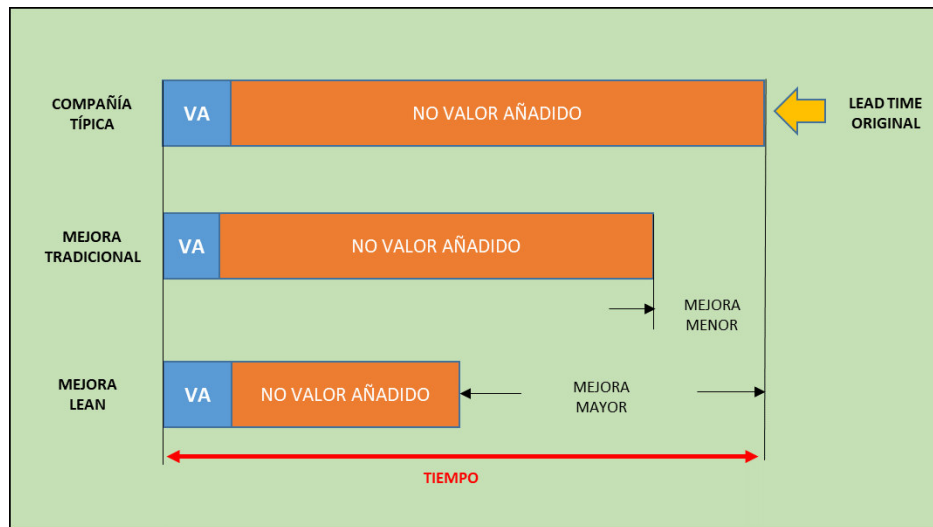 COMPAÑÍA
TÍPICA
VA
NO VALOR AÑADIDO
LEAD TIME
ORIGINAL
MEJORA
TRADICIONAL
VA
NO VALOR AÑADIDO
MEJORA
MENOR
MEJORA
LEAN
VA
NO VALOR AÑADIDO
MEJORA
MAYOR
TIEMPO